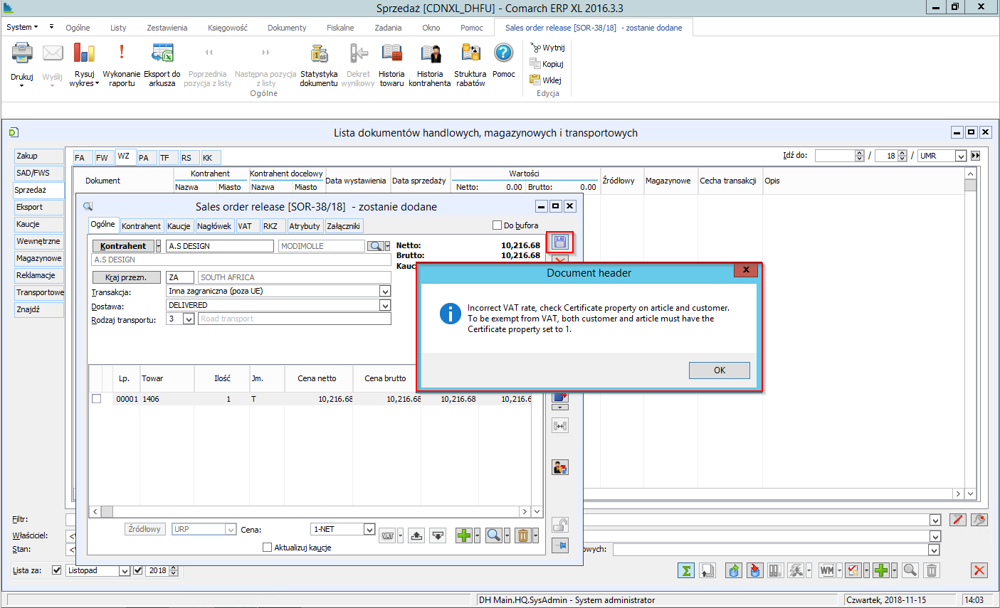 Sprzedaż [CDNXL_DHFU] - Comarch ERP XL 2016.3.3
System
Ogólne
Listy
Zestawienia
Księgowość
Dokumenty
Fiskalne
Zadania
Okno
Pomoc
Sales order release [SOR-38/18]  - zostanie dodane
Drukuj
Wyślij
Rysuj wykres
Wykonanie raportu
Eksport do arkusza
Poprzednia pozycja z listy
Następna pozycja z listy
Statystyka dokumentu
Dekret wynikowy
Historia towaru
Historia kontrahenta
Struktura rabatów
Pomoc
Ogólne
Wytnij
Kopiuj
Wklej
Edycja
Lista dokumentów handlowych, magazynowych i transportowych
Zakup
SAD/FWS
Sprzedaż
Eksport
Kaucje
Wewnętrzne
Magazynowe
Reklamacje
Transportowe
Znajdź
FA FW WZ PA TF RS KK
Idź do: / 18 / UMR
Dokument
Kontrahent
Nazwa Miasto
Kontrahent docelowy
Nazwa Miasto
Data wystawienia
Data sprzedaży
Wartości
Netto: 0.00 Brutto: 0.00
Źródłowy
Magazynowe
Cecha transakcji
Opis
Sales order release [SOR-38/18]  - zostanie dodane
Ogólne Kontrahent Kaucje Nagłówek VAT RKZ Atrybuty Załączniki
Do bufora
Kontrahent A.S DESIGN MODIMOLLE
A.S DESIGN
Netto: 10,216.68
Brutto: 10,216.68
Kauc
Kraj przezn. ZA SOUTH AFRICA
Transakcja: Inna zagraniczna (poza UE)
Dostawa: DELIVERED
Rodzaj transportu: 3 Road transport
Document header
Incorrect VAT rate, check Certificate property on article and customer.
To be exempt from VAT, both customer and article must have the
Certificate property set to 1.
OK
Lp. Towar Ilość Jm. Cena netto Cena brutto
00001 1406 1 T 10,216.68 10,216.68 10,216.68 10,216.6
Źródłowy URP Cena: 1-NET VAT
Aktualizuj kaucje
Filtr:
Właściciel:
Stan:
owych:
Lista za: Listopad 2018
WM
DH Main.HQ.SysAdmin - System administrator
Czwartek, 2018-11-15
14:03